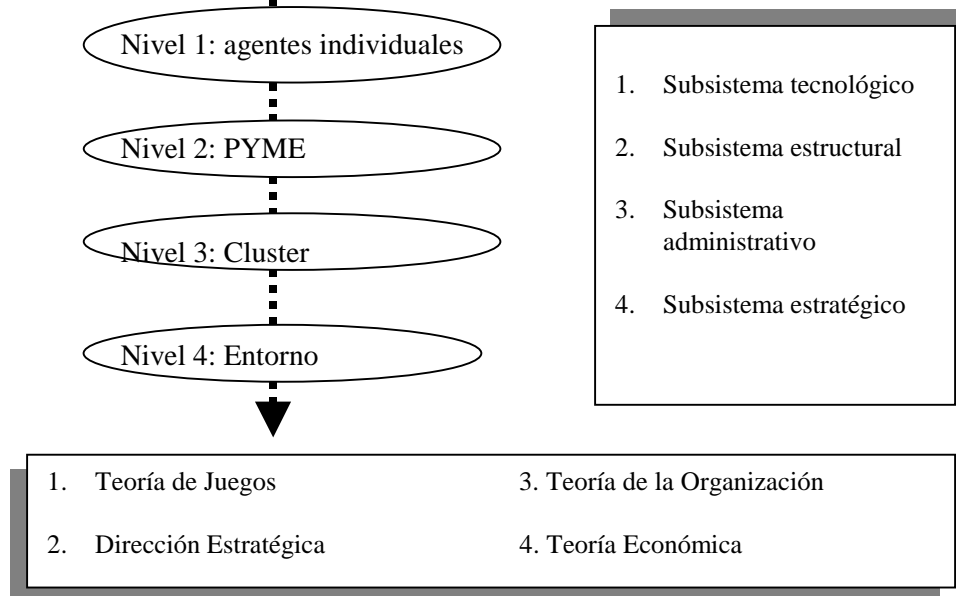 Nivel 1: agentes individuales
Nivel 2: PYME
Nivel 3: Cluster
Nivel 4: Entorno
1. Subsistema tecnológico
2. Subsistema estructural
3. Subsistema
administrativo
4. Subsistema estratégico
1. Teoría de Juegos
2. Dirección Estratégica
3. Teoría de la Organización
4. Teoría Económica